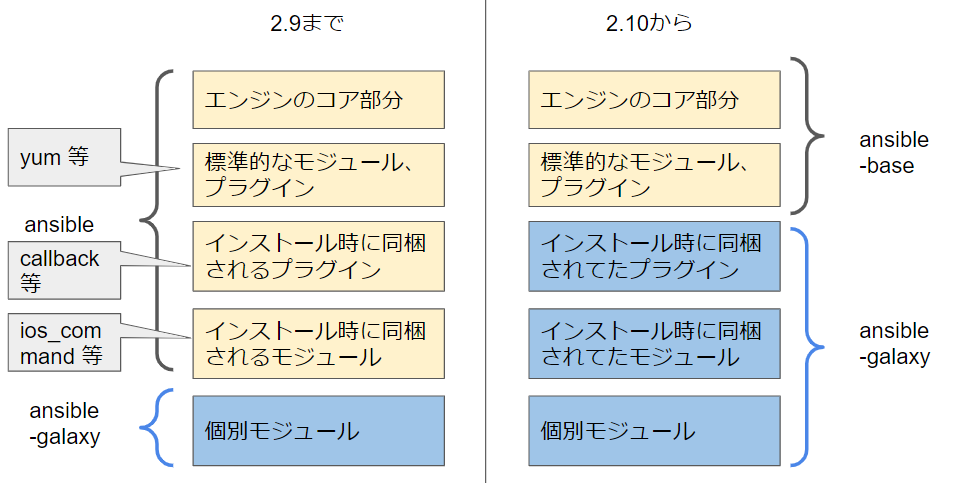 2.9まで
エンジンのコア部分
yum 等
標準的なモジュール、
プラグイン
ansible
callback
等
インストール時に同梱
されるプラグイン
ios_com
mand 等
インストール時に同梱
されるモジュール
ansible
-galaxy
個別モジュール
2.10から
エンジンのコア部分
標準的なモジュール、
プラグイン
ansible
-base
インストール時に同梱
されてたプラグイン
インストール時に同梱
されてたモジュール
ansible
-galaxy
個別モジュール